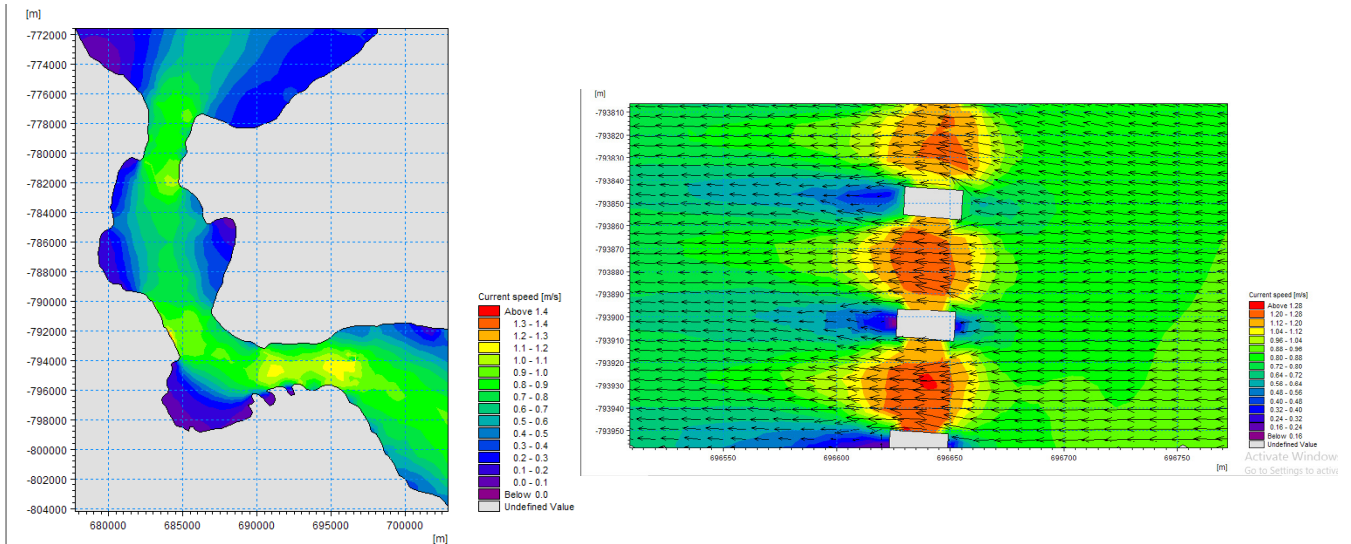 [m]
-772000
-774000
-776000
-778000
-780000
-782000
-784000
-786000
-788000
-790000
-792000
-794000
-796000
-798000
-800000
-802000
-804000
680000 685000 690000 695000 700000
[m]
Current speed [m/s]
Above 1.4
1.3 - 1.4
1.2 - 1.3
1.1 - 1.2
1.0 - 1.1
0.9 - 1.0
0.8 - 0.9
0.7 - 0.8
0.6 - 0.7
0.5 - 0.6
0.4 - 0.5
0.3 - 0.4
0.2 - 0.3
0.1 - 0.2
0.0 - 0.1
Below 0.0
Undefined Value
[m]
-793810
-793820
-793830
-793840
-793850
-793860
-793870
-793880
-793890
-793900
-793910
-793920
-793930
-793940
-793950
696550 696600 696650 696700 696750
[m]
Current speed [m/s]
Above 1.28
1.20 - 1.28
1.12 - 1.20
1.04 - 1.12
0.96 - 1.04
0.88 - 0.96
0.80 - 0.88
0.72 - 0.80
0.64 - 0.72
0.56 - 0.64
0.48 - 0.56
0.40 - 0.48
0.32 - 0.40
0.24 - 0.32
0.16 - 0.24
Below 0.16
Undefined Value
Activate Window
Go to Settings to activ